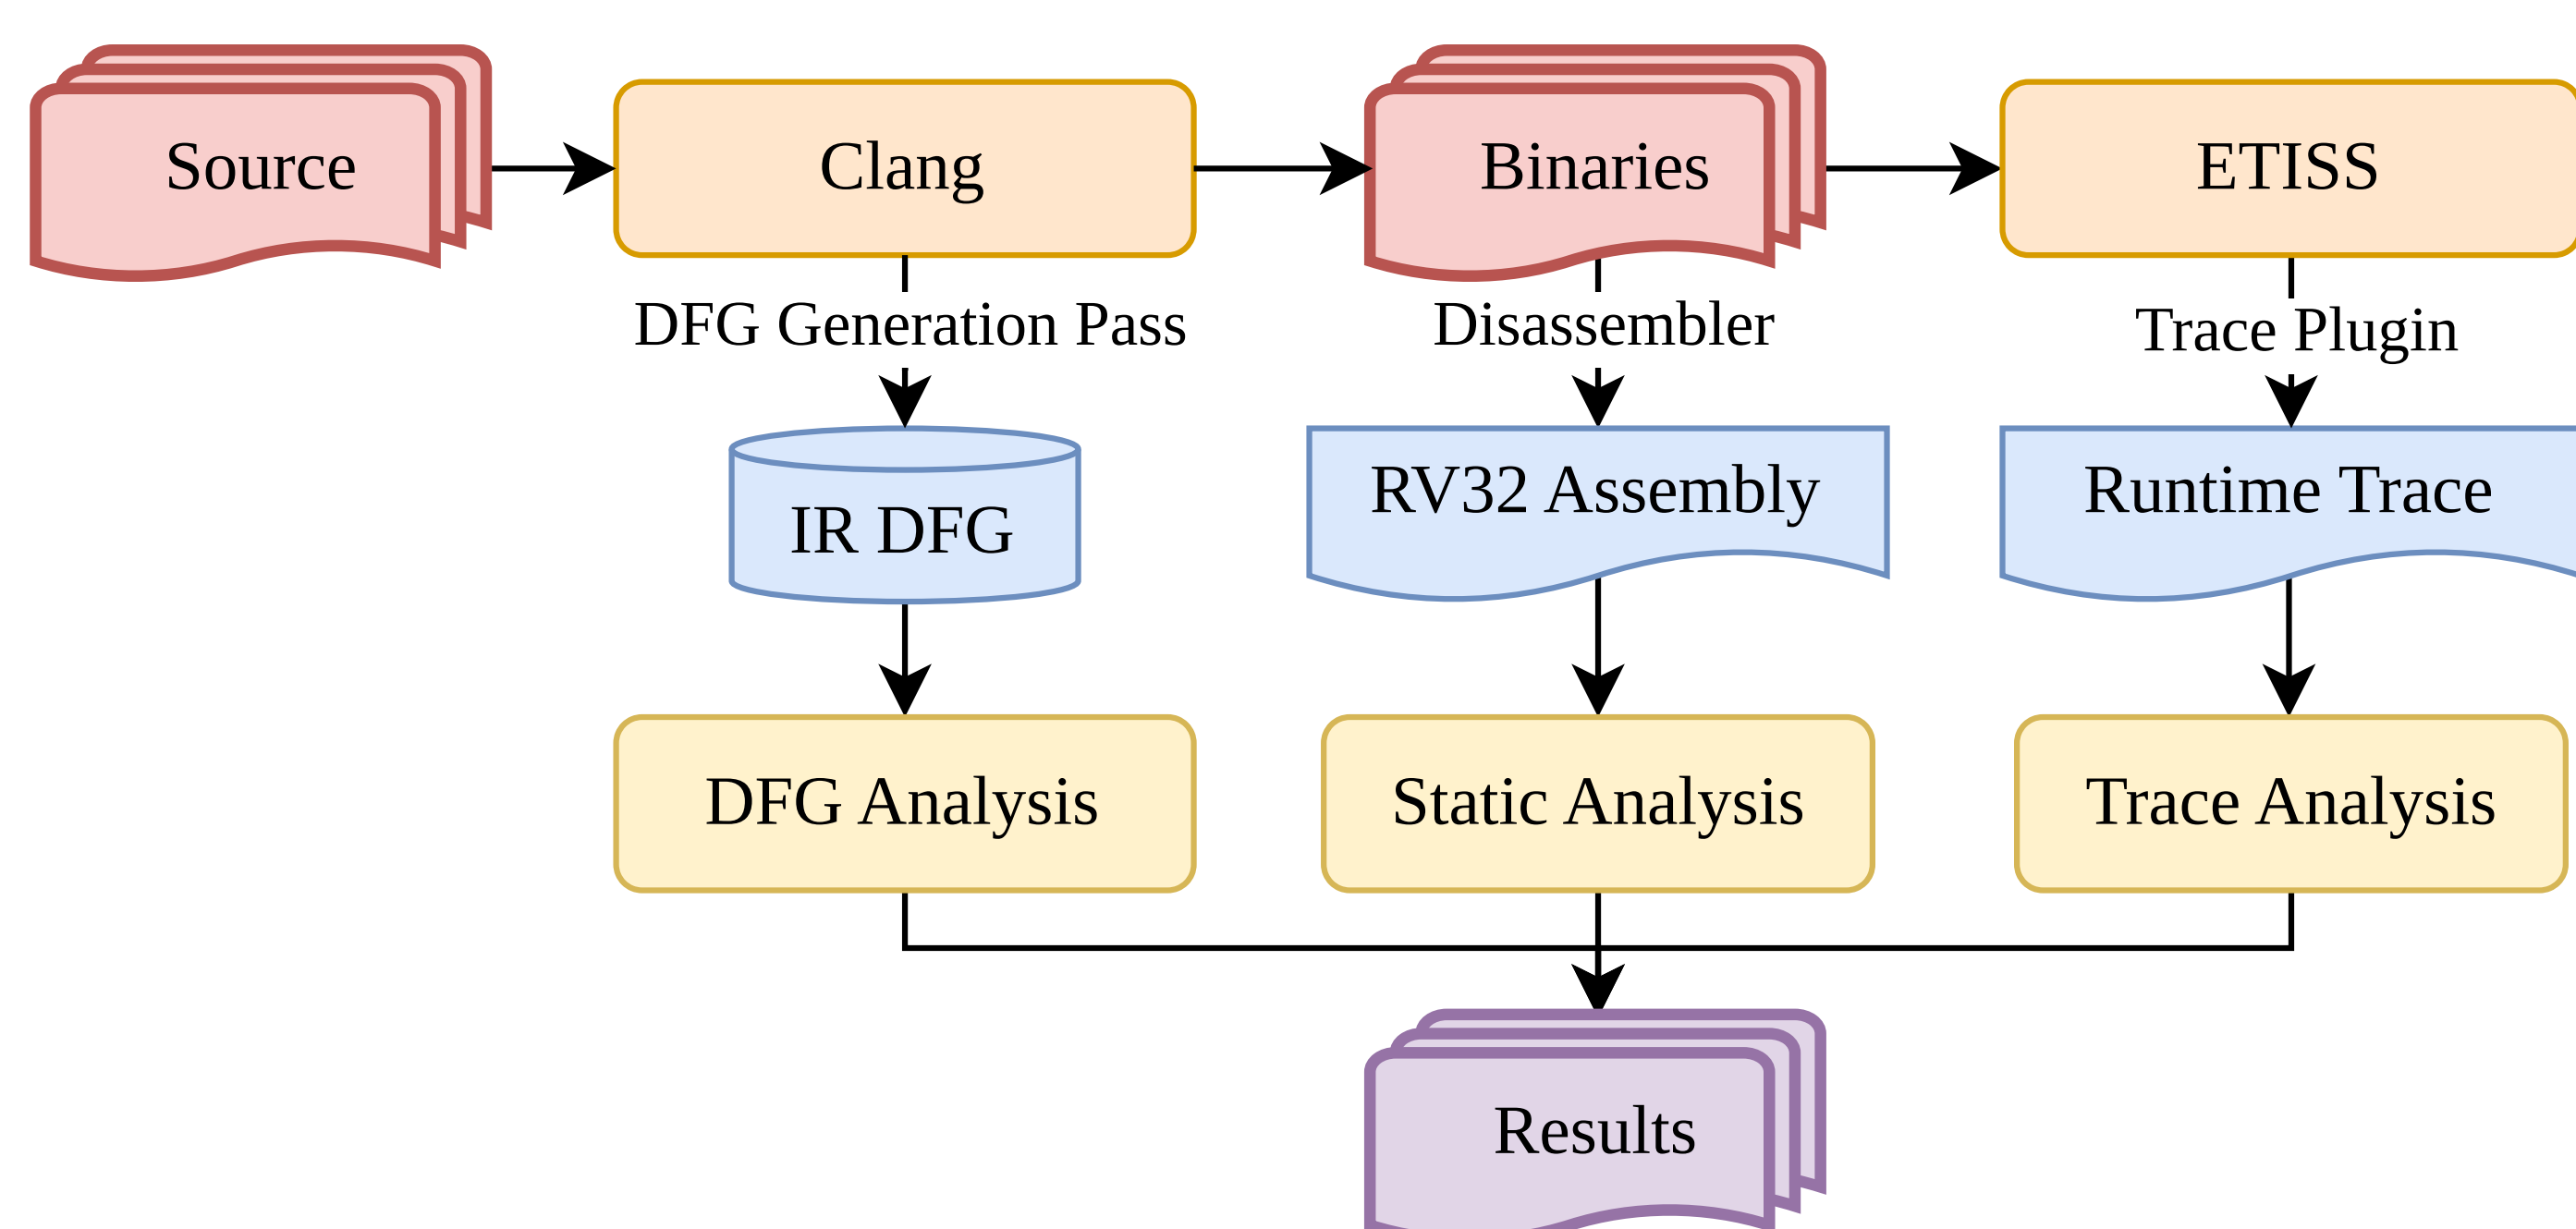 Source
Clang
Binaries
ETISS
DFG Generation Pass
Disassembler
Trace Plugin
IR DFG
RV32 Assembly
Runtime Trace
DFG Analysis
Static Analysis
Trace Analysis
Results